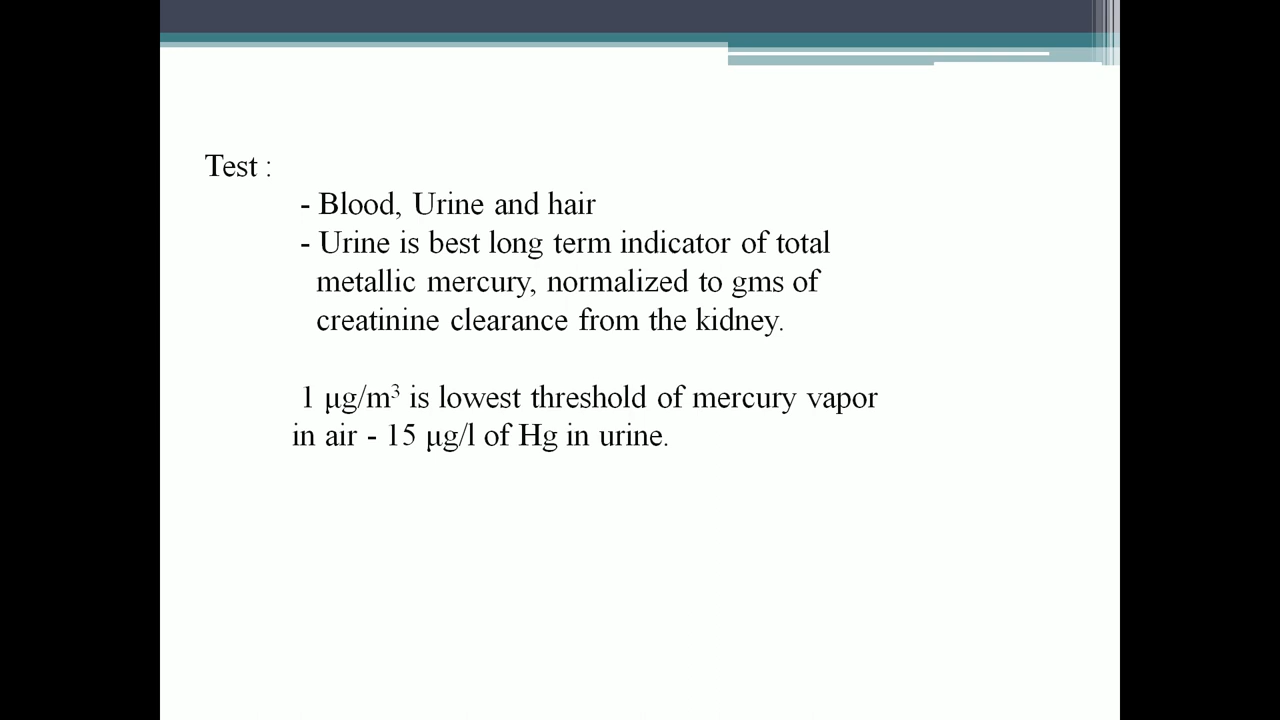 Test :
- Blood, Urine and hair
- Urine is best long term indicator of total
metallic mercury, normalized to gms of
creatinine clearance from the kidney.
1 μg/m³ is lowest threshold of mercury vapor
in air - 15 μg/l of Hg in urine.